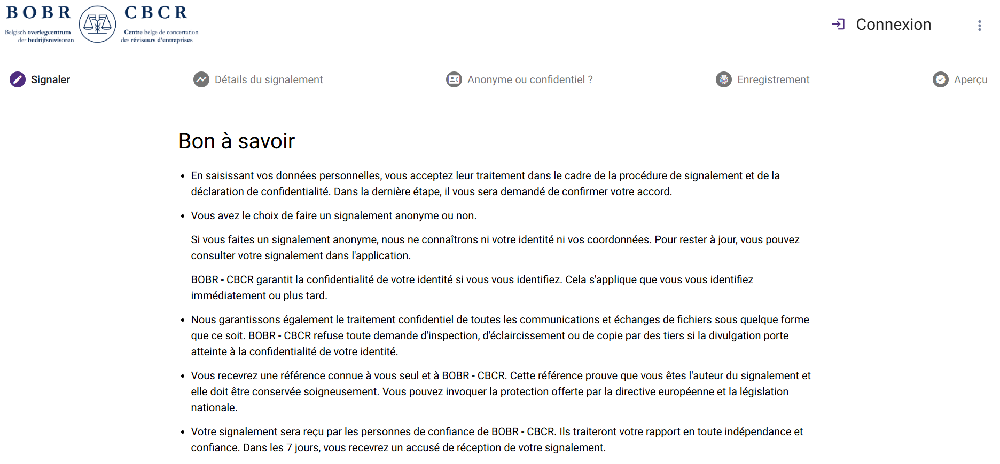 BOBR CBCR
Belgisch overlegcentrum
der bedrijfsrevisoren
Centre belge de concertation
des réviseurs d'entreprises
Connexion
Signaler
Détails du signalement
Anonyme ou confidentiel ?
Enregistrement
Aperçu
Bon à savoir
• En saisissant vos données personnelles, vous acceptez leur traitement dans le cadre de la procédure de signalement et de la
déclaration de confidentialité. Dans la dernière étape, il vous sera demandé de confirmer votre accord.
• Vous avez le choix de faire un signalement anonyme ou non.
Si vous faites un signalement anonyme, nous ne connaîtrons ni votre identité ni vos coordonnées. Pour rester à jour, vous pouvez
consulter votre signalement dans l'application.
BOBR - CBCR garantit la confidentialité de votre identité si vous vous identifiez. Cela s'applique que vous vous identifiez
immédiatement ou plus tard.
• Nous garantissons également le traitement confidentiel de toutes les communications et échanges de fichiers sous quelque forme
que ce soit. BOBR - CBCR refuse toute demande d'inspection, d'éclaircissement ou de copie par des tiers si la divulgation porte
atteinte à la confidentialité de votre identité.
• Vous recevrez une référence connue à vous seul et à BOBR - CBCR. Cette référence prouve que vous êtes l'auteur du signalement et
elle doit être conservée soigneusement. Vous pouvez invoquer la protection offerte par la directive européenne et la législation
nationale.
• Votre signalement sera reçu par les personnes de confiance de BOBR - CBCR. Ils traiteront votre rapport en toute indépendance et
confiance. Dans les 7 jours, vous recevrez un accusé de réception de votre signalement.